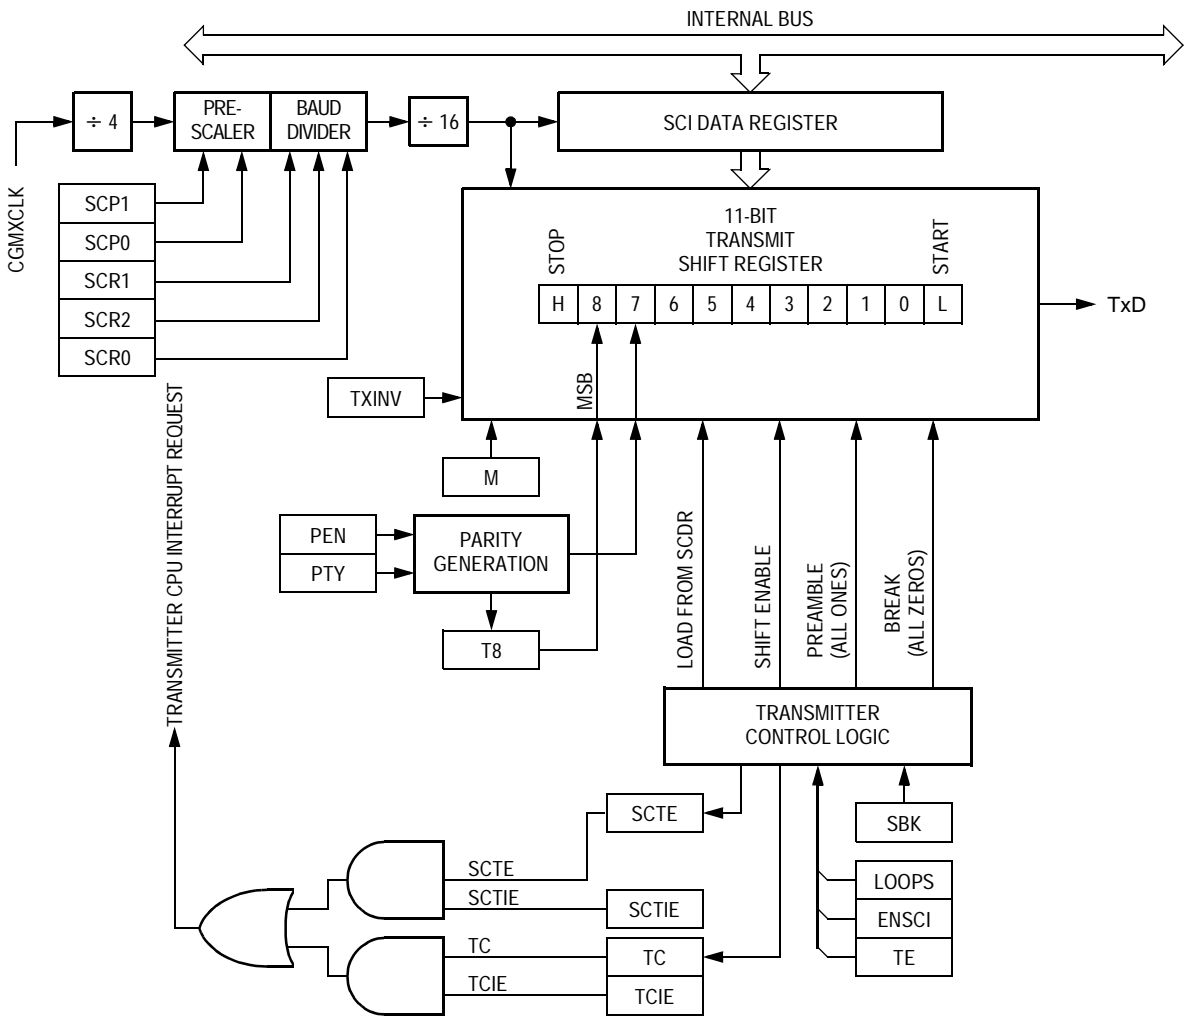 INTERNAL BUS
÷ 4
PRE-
SCALER
BAUD
DIVIDER
÷ 16
SCI DATA REGISTER
CGMXCLK
SCP1
SCP0
SCR1
SCR2
SCR0
11-BIT
TRANSMIT
SHIFT REGISTER
STOP
START
H 8 7 6 5 4 3 2 1 0 L
TxD
TXINV
MSB
M
PEN
PTY
PARITY
GENERATION
T8
TRANSMITTER CPU INTERRUPT REQUEST
LOAD FROM SCDR
SHIFT ENABLE
PREAMBLE
(ALL ONES)
BREAK
(ALL ZEROS)
TRANSMITTER
CONTROL LOGIC
SCTE
SBK
SCTE
SCTIE
SCTIE
LOOPS
ENSCI
TE
TC
TC
TCIE
TCIE